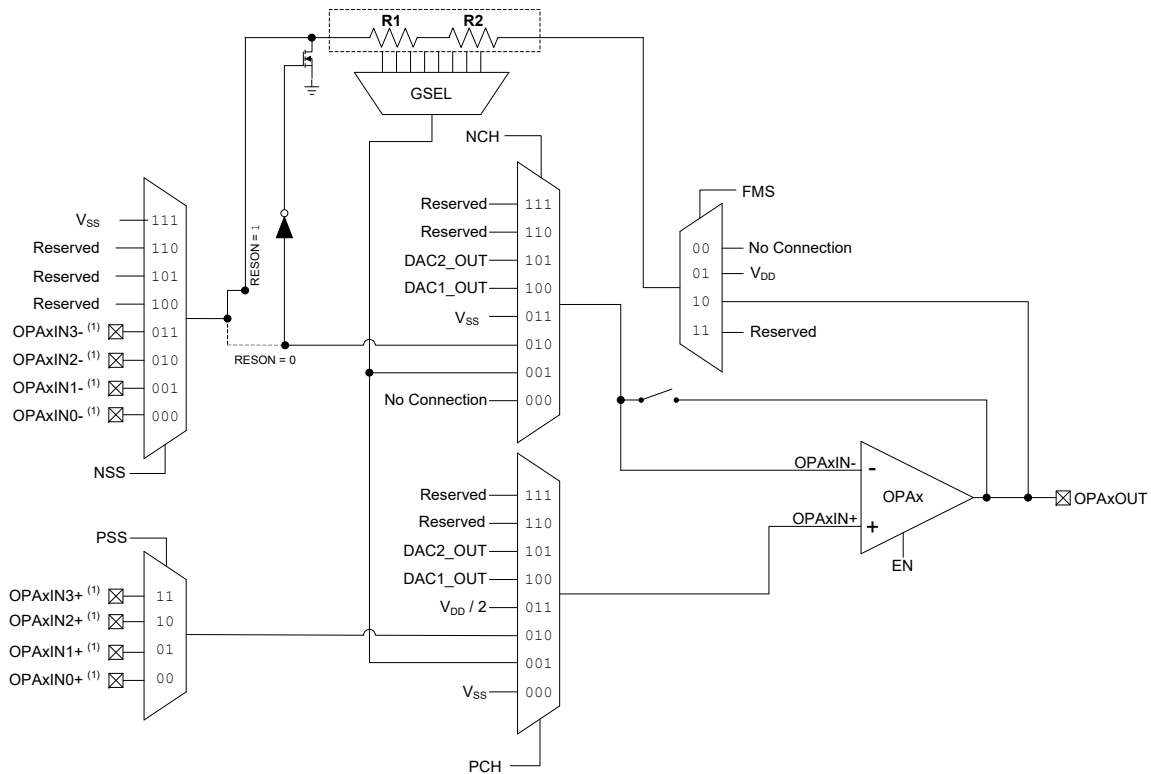 R1 R2
GSEL
NCH
Reserved 111
Reserved 110
DAC2_OUT 101
DAC1_OUT 100
VSS 011
010
001
No Connection 000
FMS
00 No Connection
01 VDD
10
11 Reserved
VSS 111
Reserved 110
Reserved 101
Reserved 100
OPAxIN3- (1) 011
OPAxIN2- (1) 010
OPAxIN1- (1) 001
OPAxIN0- (1) 000
NSS
RESON = 1
RESON = 0
PSS
OPAxIN3+ (1) 11
OPAxIN2+ (1) 10
OPAxIN1+ (1) 01
OPAxIN0+ (1) 00
Reserved 111
Reserved 110
DAC2_OUT 101
DAC1_OUT 100
VDD / 2 011
010
001
VSS 000
PCH
OPAxIN- -
OPAx
OPAxIN+ +
EN
OPAxOUT